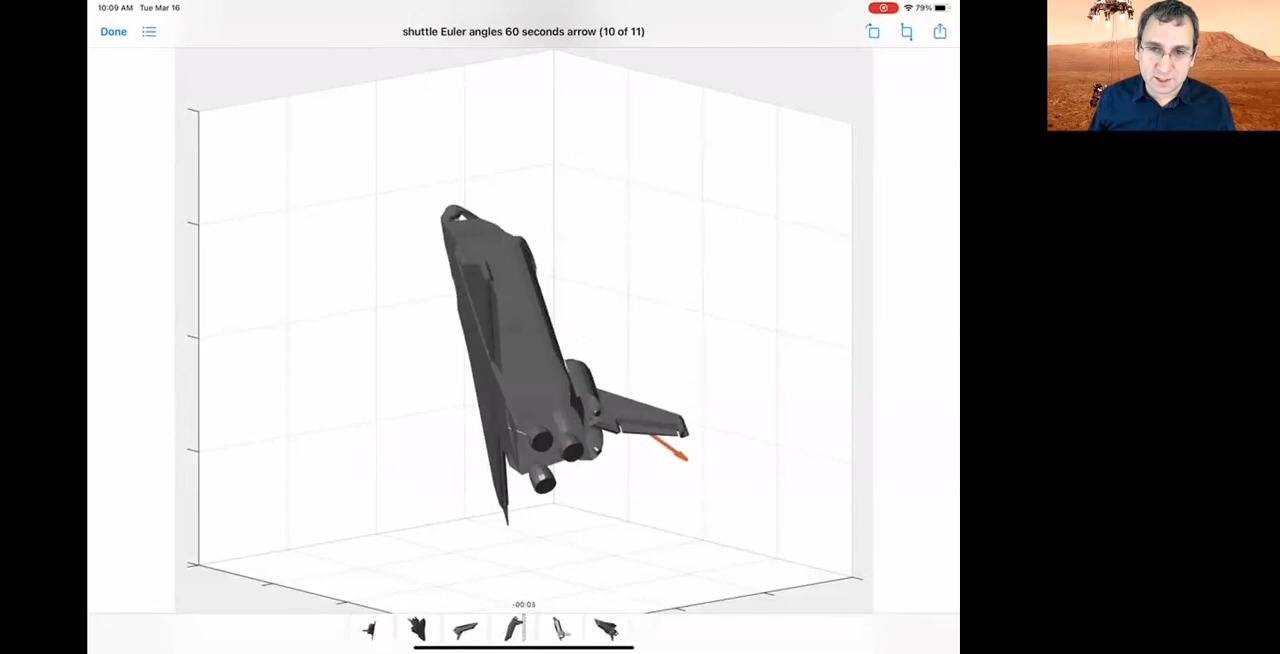 10:09 AM Tue Mar 16
79%
Done
shuttle Euler angles 60 seconds arrow (10 of 11)
-00:03